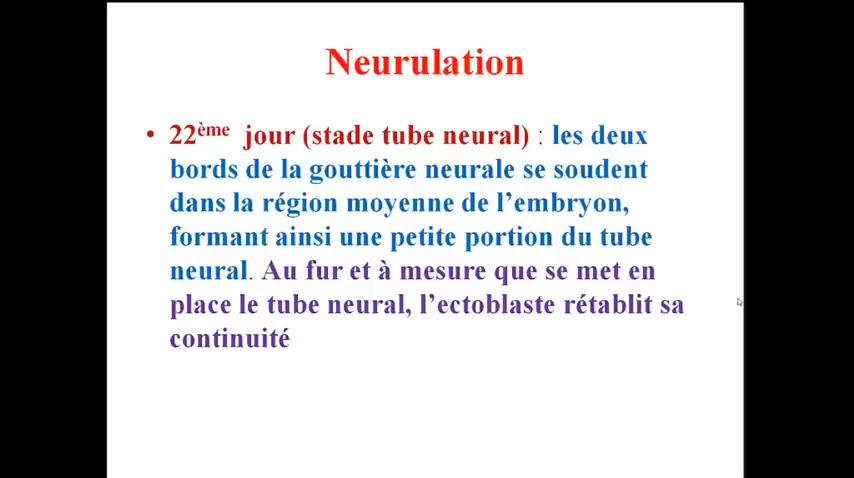 Neurulation
• 22ème jour (stade tube neural) : les deux
bords de la gouttière neurale se soudent
dans la région moyenne de l’embryon,
formant ainsi une petite portion du tube
neural. Au fur et à mesure que se met en
place le tube neural, l’ectoblaste rétablit sa
continuité